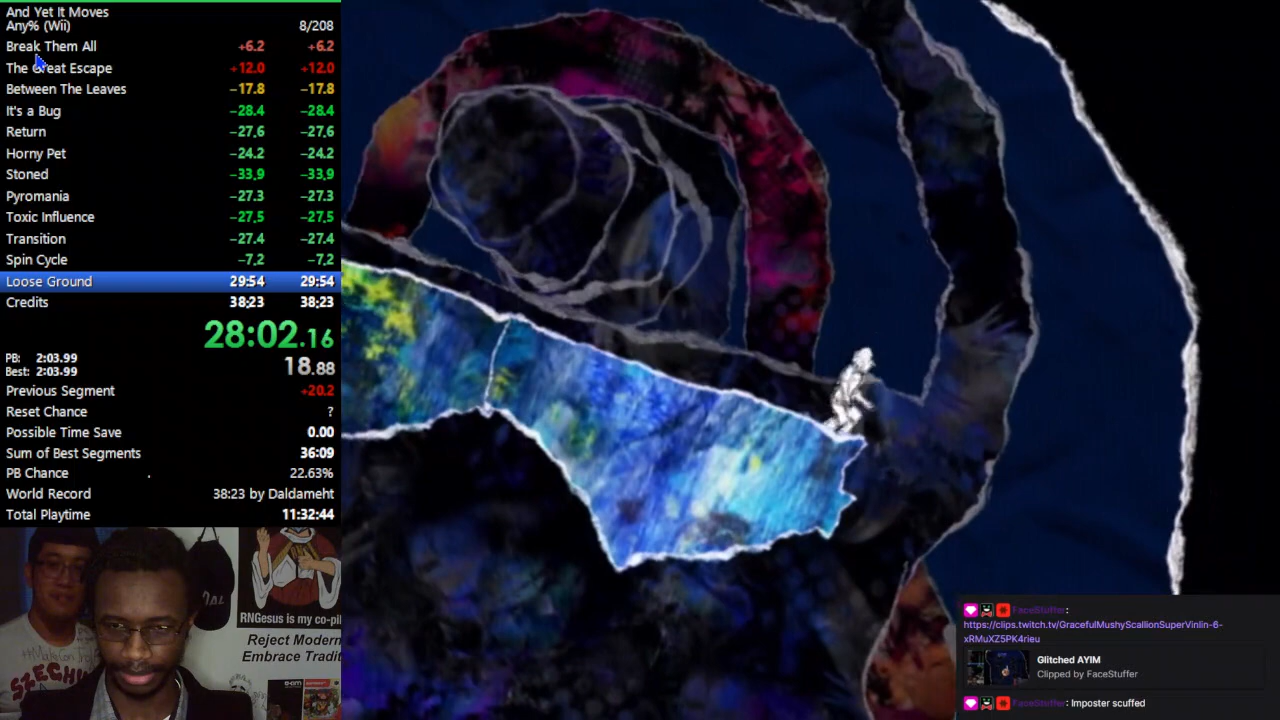 And Yet It Moves
Any% (Wii) 8/208
Break Them All +6.2 +6.2
The Great Escape +12.0 +12.0
Between The Leaves −17.8 −17.8
It's a Bug −28.4 −28.4
Return −27.6 −27.6
Horny Pet −24.2 −24.2
Stoned −33.9 −33.9
Pyromania −27.3 −27.3
Toxic Influence −27.5 −27.5
Transition −27.4 −27.4
Spin Cycle −7.2 −7.2
Loose Ground 29:54 29:54
Credits 38:23 38:23
28:02.16
PB: 2:03.99
Best: 2:03.99
18.88
Previous Segment +20.2
Reset Chance ?
Possible Time Save 0.00
Sum of Best Segments 36:09
PB Chance 22.63%
World Record 38:23 by Daldameht
Total Playtime 11:32:44
RNGesus is my co-pil
Reject Modern
Embrace Tradit
FaceStuffer:
https://clips.twitch.tv/GracefulMushyScallionSuperVinlin-6-
xRMuXZ5PK4rieu
Glitched AYIM
Clipped by FaceStuffer
FaceStuffer: Imposter scuffed